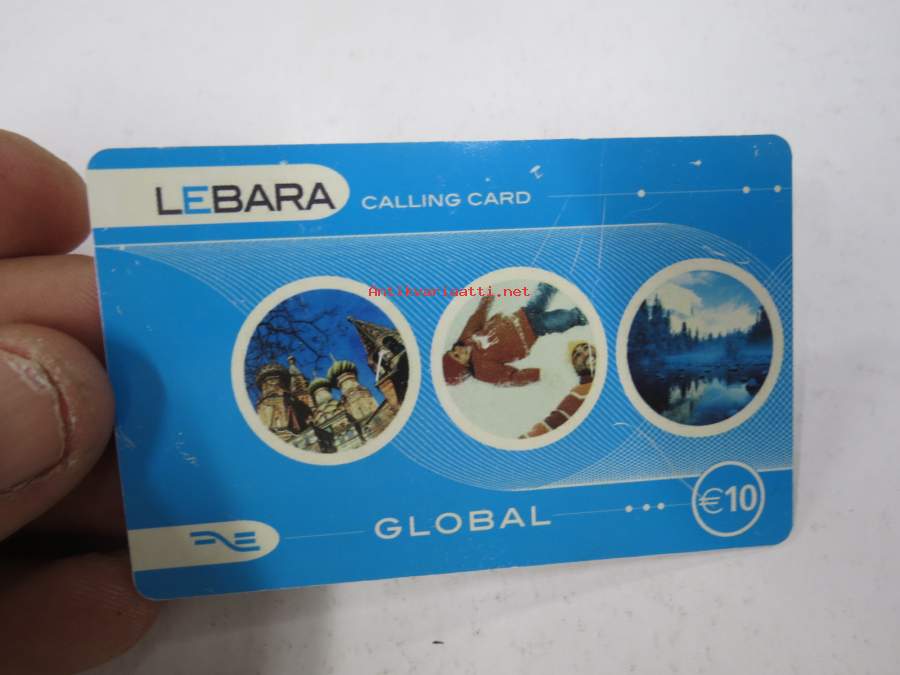 LEBARA
CALLING CARD
Antikvariaatti.net
GLOBAL
€10